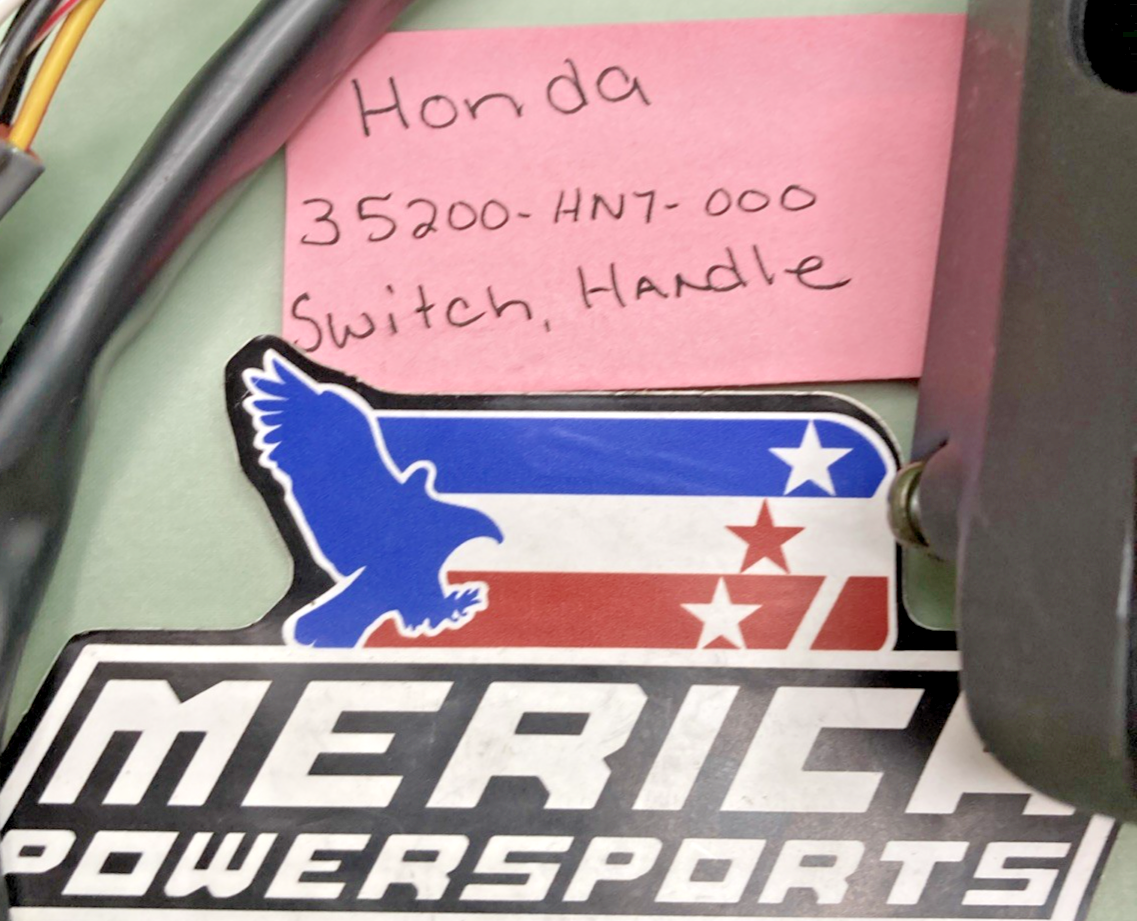 Honda
35200-HN7-000
Switch, Handle
MERICA
POWERSPORTS